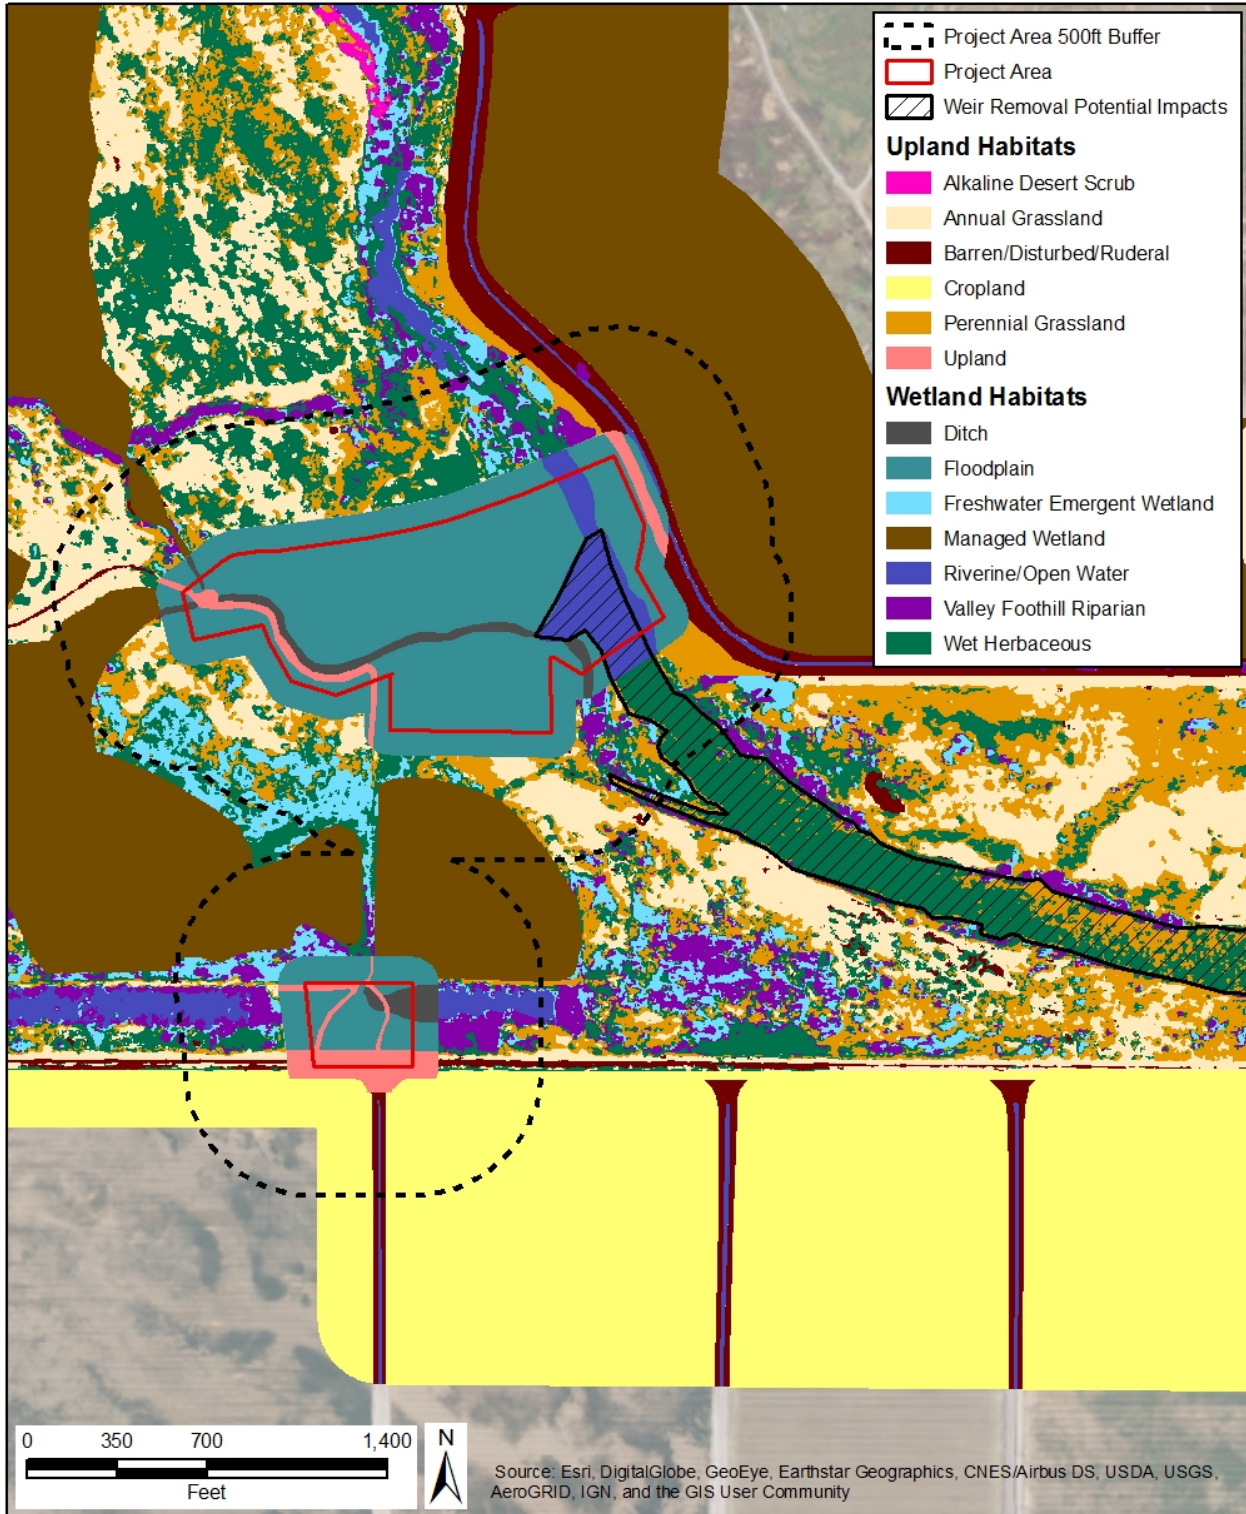 Project Area 500ft Buffer
Project Area
Weir Removal Potential Impacts
Upland Habitats
Alkaline Desert Scrub
Annual Grassland
Barren/Disturbed/Ruderal
Cropland
Perennial Grassland
Upland
Wetland Habitats
Ditch
Floodplain
Freshwater Emergent Wetland
Managed Wetland
Riverine/Open Water
Valley Foothill Riparian
Wet Herbaceous
0 350 700 1,400
Feet
N
Source: Esri, DigitalGlobe, GeoEye, Earthstar Geographics, CNES/Airbus DS, USDA, USGS,
AeroGRID, IGN, and the GIS User Community